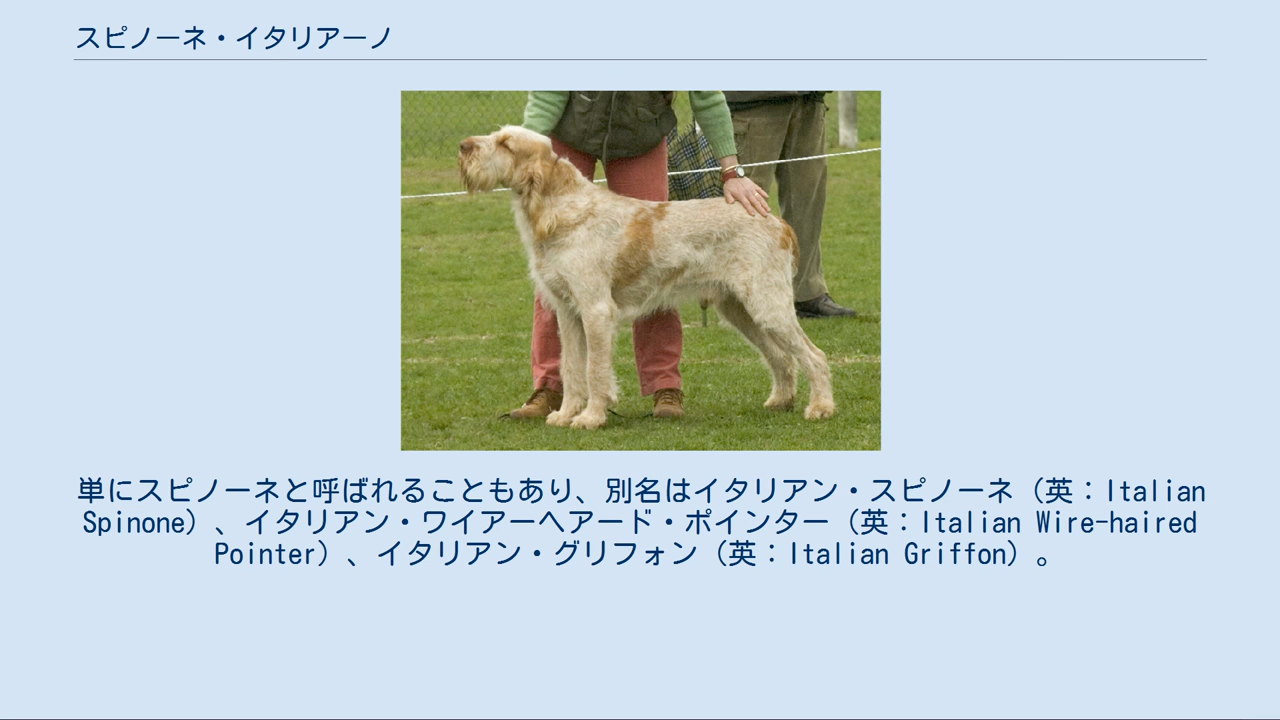 スピノーネ・イタリアーノ
単にスピノーネと呼ばれることもあり、別名はイタリアン・スピノーネ（英：Italian
Spinone）、イタリアン・ワイアーヘアード・ポインター（英：Italian Wire-haired
Pointer）、イタリアン・グリフォン（英：Italian Griffon）。